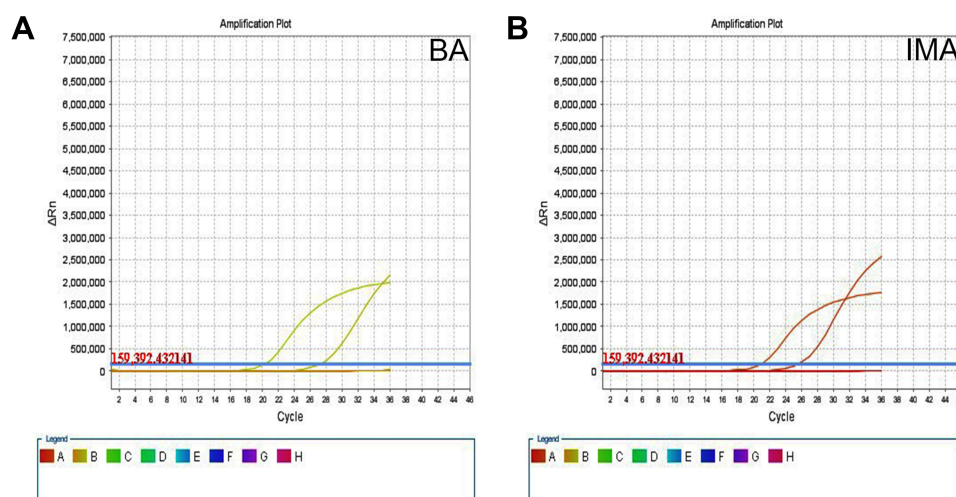 A
Amplification Plot
BA
7,500,000
7,000,000
6,500,000
6,000,000
5,500,000
5,000,000
4,500,000
4,000,000
3,500,000
3,000,000
2,500,000
2,000,000
1,500,000
1,000,000
500,000
0
ΔRn
159,392.432141
2 4 6 8 10 12 14 16 18 20 22 24 26 28 30 32 34 36 38 40 42 44 46
Cycle
Legend
A B C D E F G H
B
Amplification Plot
IMA
7,500,000
7,000,000
6,500,000
6,000,000
5,500,000
5,000,000
4,500,000
4,000,000
3,500,000
3,000,000
2,500,000
2,000,000
1,500,000
1,000,000
500,000
0
ΔRn
159,392.432141
2 4 6 8 10 12 14 16 18 20 22 24 26 28 30 32 34 36 38 40 42 44
Cycle
Legend
A B C D E F G H